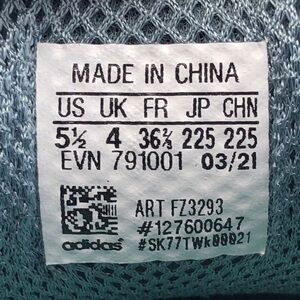 MADE IN CHINA
US UK FR JP CHN
5½ 4 36⅔ 225 225
EVN 791001 03/21
ART FZ3293
#127600647
adidas #SK77TWk00021